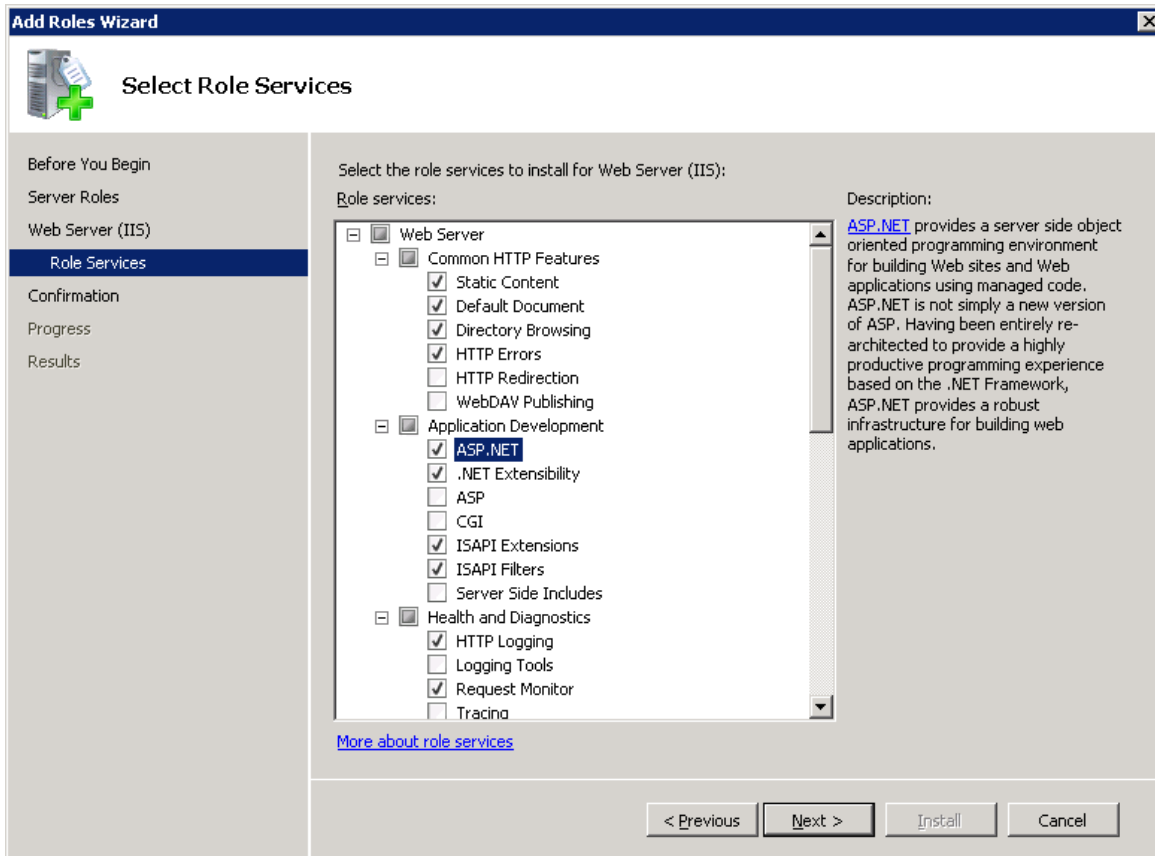 Add Roles Wizard
Select Role Services
Before You Begin
Server Roles
Web Server (IIS)
Role Services
Confirmation
Progress
Results
Select the role services to install for Web Server (IIS):
Role services:
Web Server
Common HTTP Features
Static Content
Default Document
Directory Browsing
HTTP Errors
HTTP Redirection
WebDAV Publishing
Application Development
ASP.NET
.NET Extensibility
ASP
CGI
ISAPI Extensions
ISAPI Filters
Server Side Includes
Health and Diagnostics
HTTP Logging
Logging Tools
Request Monitor
Tracing
More about role services
Description:
ASP.NET provides a server side object
oriented programming environment
for building Web sites and Web
applications using managed code.
ASP.NET is not simply a new version
of ASP. Having been entirely re-
architected to provide a highly
productive programming experience
based on the .NET Framework,
ASP.NET provides a robust
infrastructure for building web
applications.
< Previous
Next >
Install
Cancel